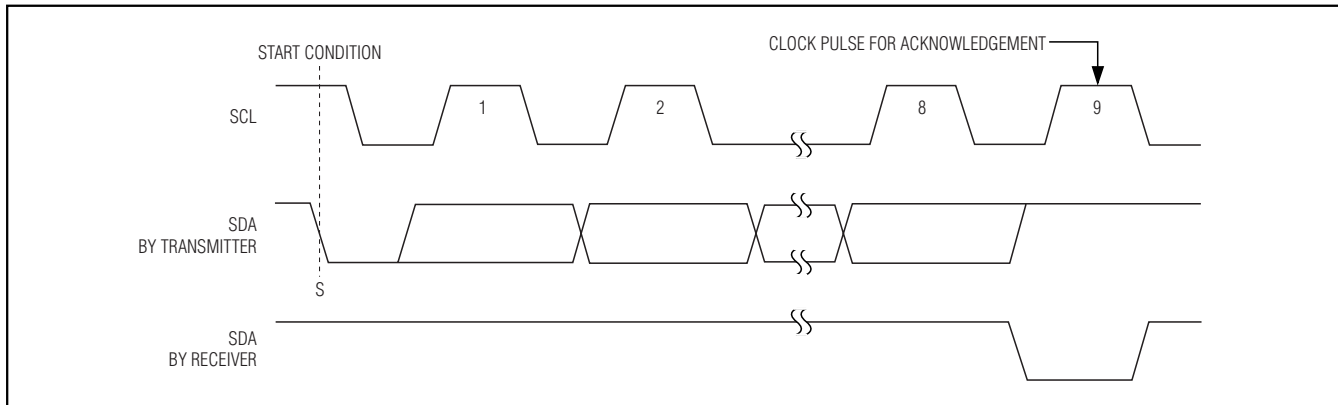 START CONDITION
CLOCK PULSE FOR ACKNOWLEDGEMENT
SCL
1
2
8
9
SDA
BY TRANSMITTER
S
SDA
BY RECEIVER